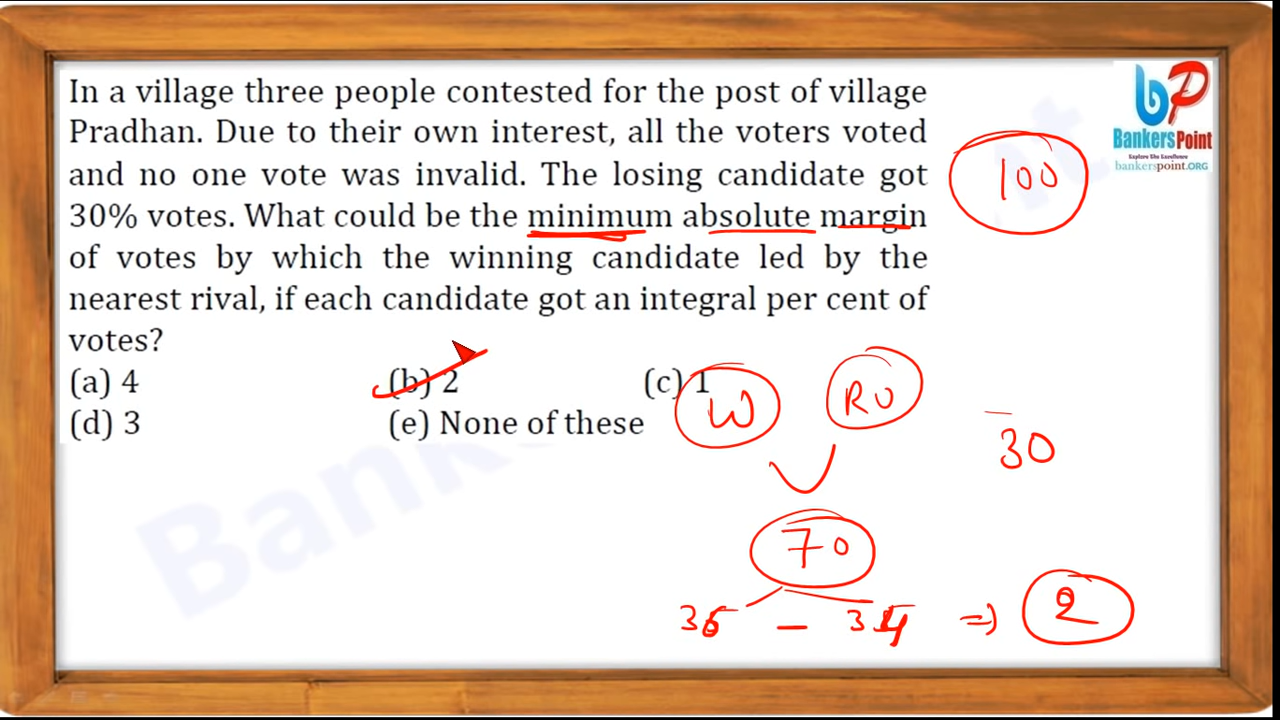 In a village three people contested for the post of village
Pradhan. Due to their own interest, all the voters voted
and no one vote was invalid. The losing candidate got
30% votes. What could be the minimum absolute margin
of votes by which the winning candidate led by the
nearest rival, if each candidate got an integral per cent of
votes?
(a) 4 (b) 2 (c) 1
(d) 3 (e) None of these
BankersPoint
Explore The Excellence
bankerspoint.ORG
100
W RU
30
70
36 - 34 => 2